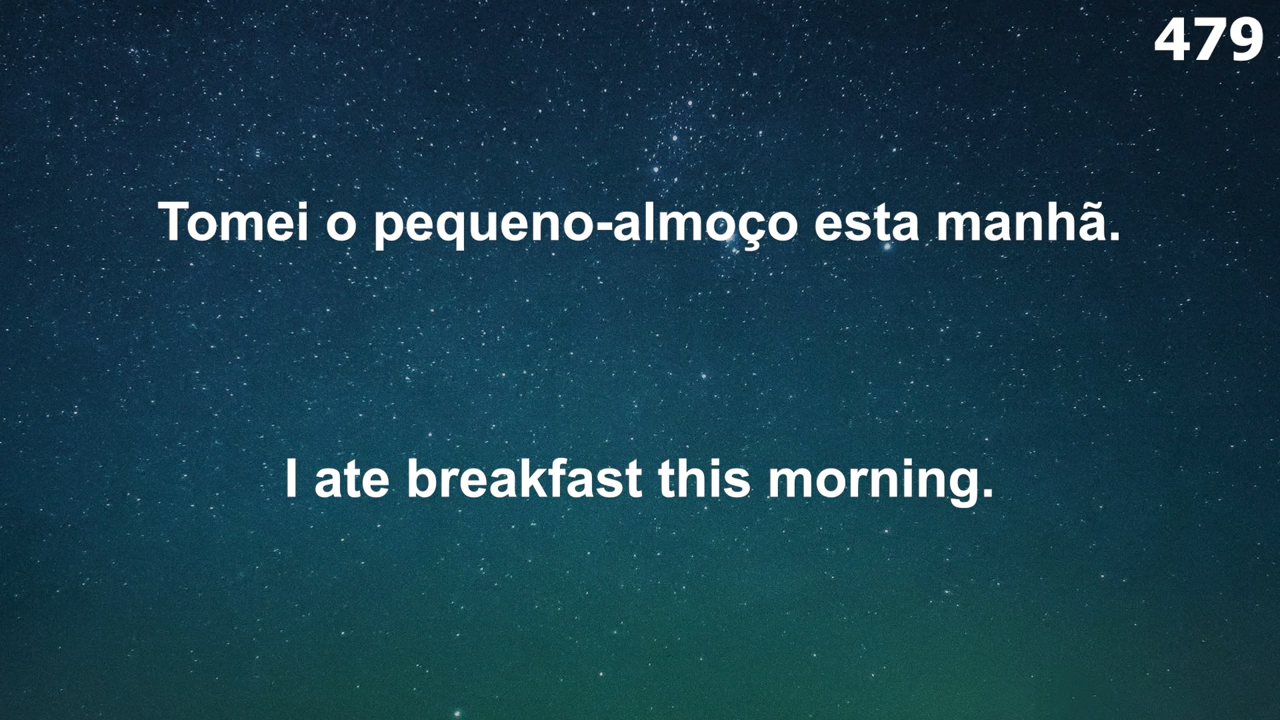 479
Tomei o pequeno-almoço esta manhã.
I ate breakfast this morning.